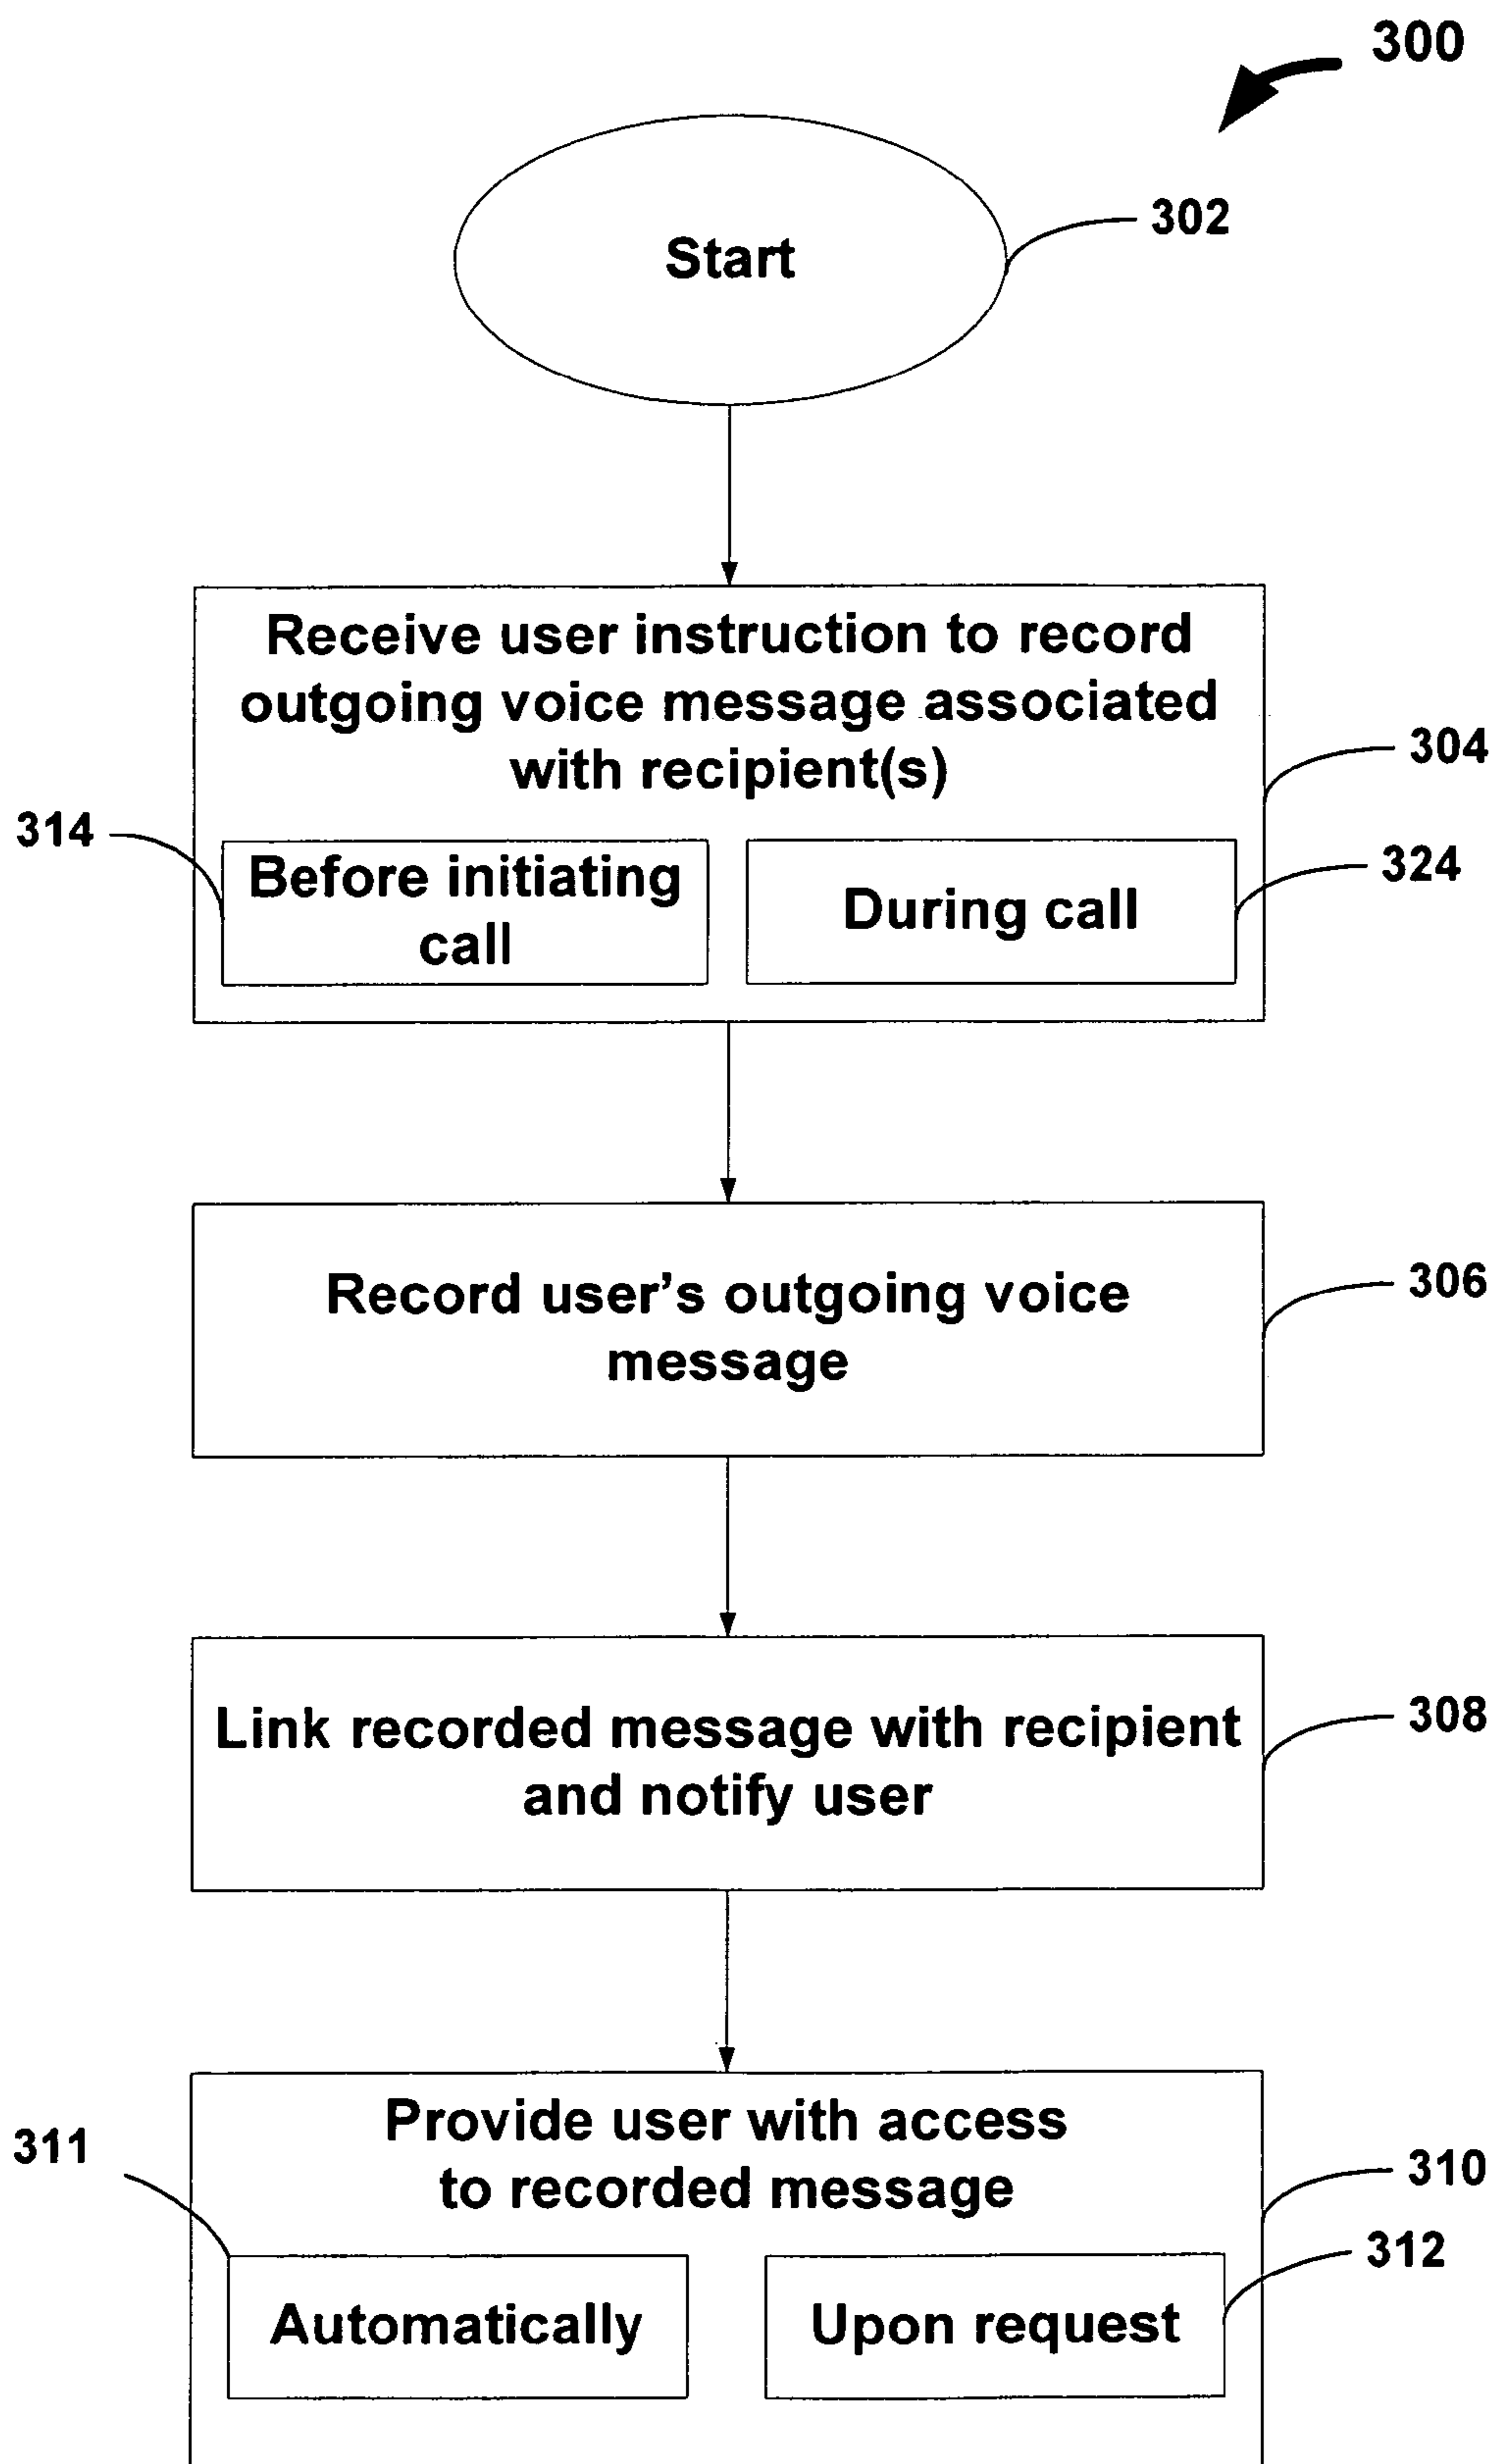 300
Start
302
Receive user instruction to record
outgoing voice message associated
with recipient(s)
304
314
Before initiating
call
During call
324
Record user's outgoing voice
message
306
Link recorded message with recipient
and notify user
308
Provide user with access
to recorded message
310
311
Automatically
Upon request
312